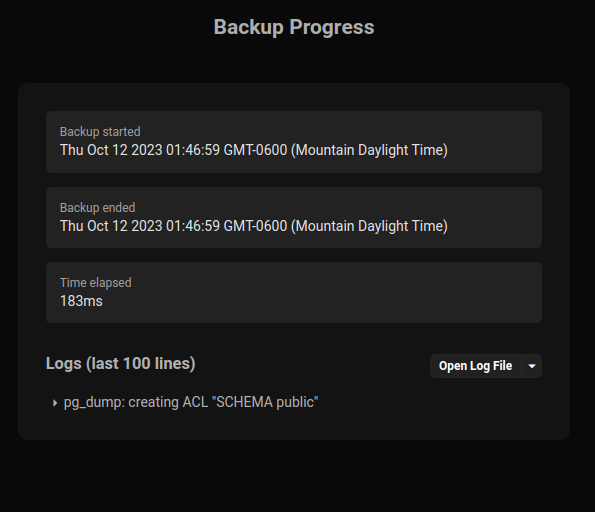 Backup Progress
Backup started
Thu Oct 12 2023 01:46:59 GMT-0600 (Mountain Daylight Time)
Backup ended
Thu Oct 12 2023 01:46:59 GMT-0600 (Mountain Daylight Time)
Time elapsed
183ms
Logs (last 100 lines)
Open Log File
pg_dump: creating ACL "SCHEMA public"